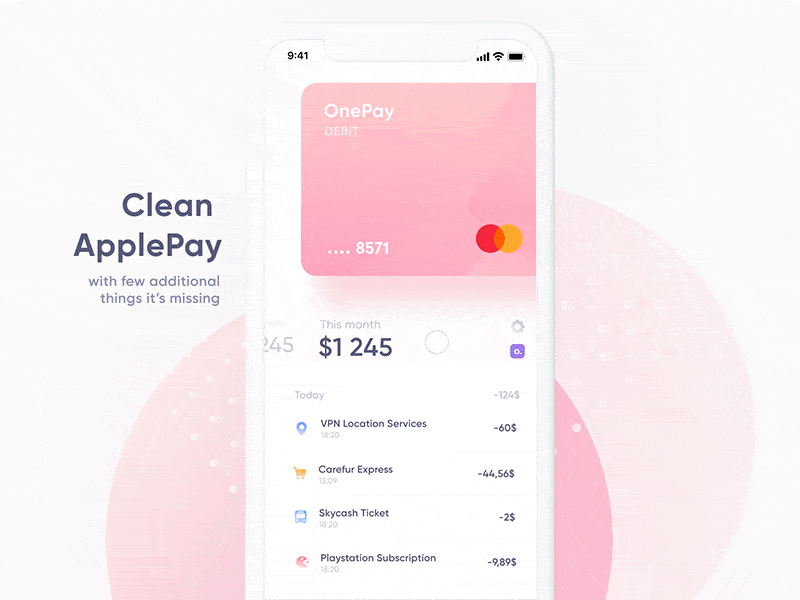 9:41
OnePay
DEBIT
.... 8571
Clean
ApplePay
with few additional
things it’s missing
This month
245
$1 245
o.
Today
-124$
VPN Location Services
18:20
-60$
Carefur Express
13:09
-44,56$
Skycash Ticket
18:20
-2$
Playstation Subscription
18:20
-9,89$